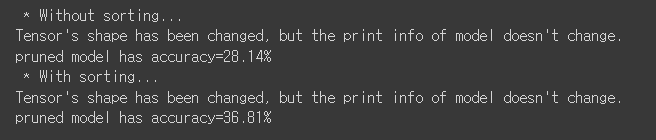 * Without sorting...
Tensor's shape has been changed, but the print info of model doesn't change.
pruned model has accuracy=28.14%
* With sorting...
Tensor's shape has been changed, but the print info of model doesn't change.
pruned model has accuracy=36.81%